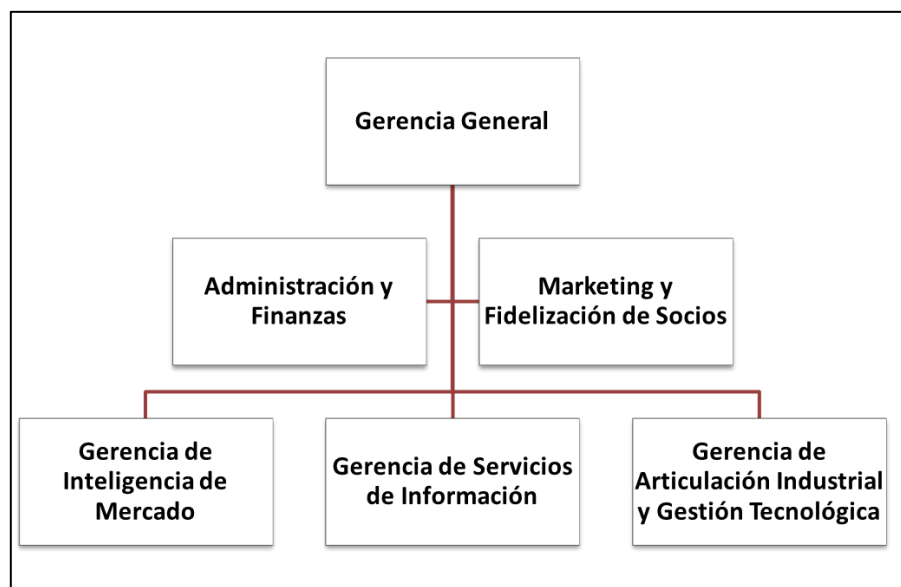 Gerencia General
Administración y
Finanzas
Marketing y
Fidelización de Socios
Gerencia de
Inteligencia de
Mercado
Gerencia de Servicios
de Información
Gerencia de
Articulación Industrial
y Gestión Tecnológica